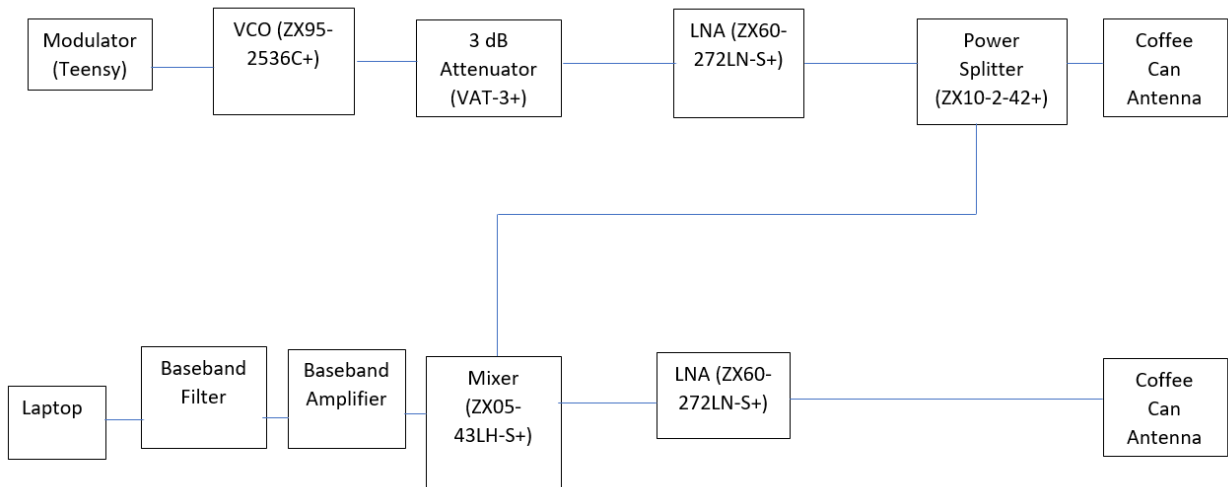 Modulator
(Teensy)
VCO (ZX95-
2536C+)
3 dB
Attenuator
(VAT-3+)
LNA (ZX60-
272LN-S+)
Power
Splitter
(ZX10-2-42+)
Coffee
Can
Antenna
Laptop
Baseband
Filter
Baseband
Amplifier
Mixer
(ZX05-
43LH-S+)
LNA (ZX60-
272LN-S+)
Coffee
Can
Antenna